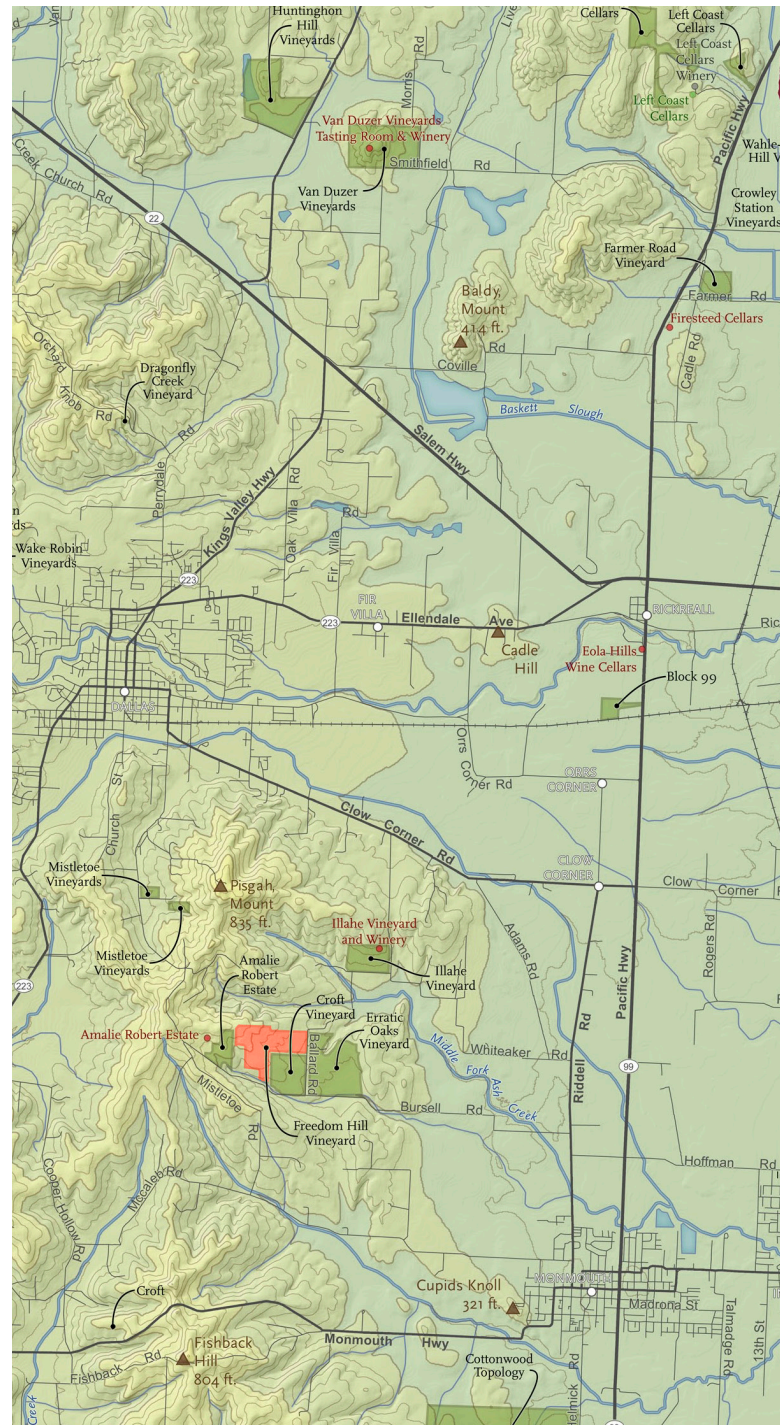 Huntinghon
Hill
Vineyards
Van
Live
Morris Rd
Cellars
Left Coast
Cellars
Left Coast
Cellars
Winery
Left Coast
Cellars
Pacific Hwy
Wahle-
Hill V
Crowley
Station
Vineyards
Van Duzer Vineyards
Tasting Room & Winery
Smithfield Rd
Van Duzer
Vineyards
Creek Church Rd
22
Farmer Road
Vineyard
Farmer Rd
Firesteed Cellars
Cadle Rd
Baldy,
Mount
414 ft.
Coville Rd
Orchard Knob Rd
Dragonfly
Creek
Vineyard
Rd
Perrydale
Baskett Slough
Salem Hwy
Kings Valley Hwy
Oak Villa Rd
Fir Villa Rd
n
ds
Wake Robin
Vineyards
223
FIR
VILLA
223
Ellendale Ave
Cadle
Hill
RICKREALL
Ric
Eola Hills
Wine Cellars
Block 99
DALLAS
Orrs Corner Rd
ORRS
CORNER
Church St
Clow Corner Rd
CLOW
CORNER
Clow Corner
Mistletoe
Vineyards
Pisgah,
Mount
835 ft.
Illahe Vineyard
and Winery
Mistletoe
Vineyards
Amalie
Robert
Estate
Illahe
Vineyard
Adams Rd
Rogers Rd
Pacific Hwy
223
Croft
Vineyard
Erratic
Oaks
Vineyard
Amalie Robert Estate
Ballard Rd
Middle Fork Ash Creek
Whiteaker Rd
Riddell Rd
99
Mistletoe Rd
Bursell Rd
Freedom Hill
Vineyard
Hoffman Rd
Mccaleb Rd
Cooper Hollow Rd
Croft
Cupids Knoll
321 ft.
MONMOUTH
Madrona St
Talmadge Rd
13th St
Fishback
Hill
804 ft.
Fishback Rd
Monmouth Hwy
Cottonwood
Topology
Helmick Rd
Creek